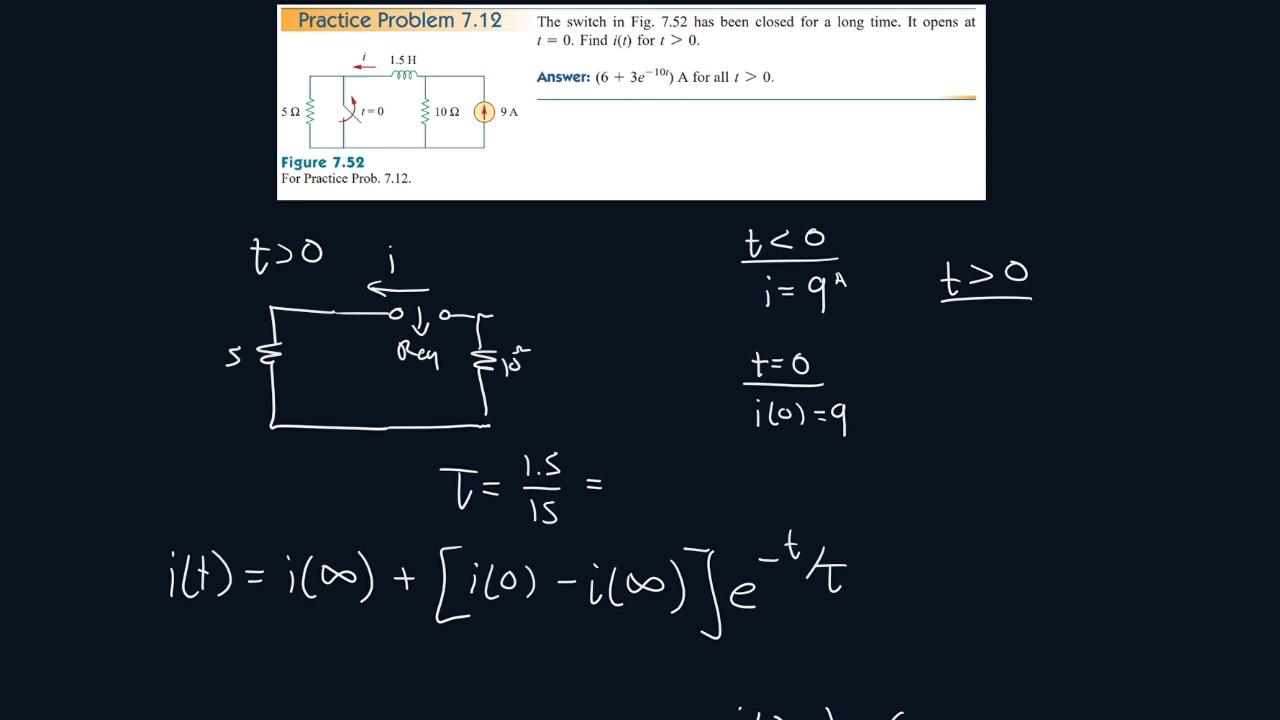 Practice Problem 7.12
The switch in Fig. 7.52 has been closed for a long time. It opens at
t = 0. Find i(t) for t > 0.
Answer: (6 + 3e^−10t) A for all t > 0.
i
1.5 H
5 Ω
t = 0
10 Ω
9 A
Figure 7.52
For Practice Prob. 7.12.
t>0
i
5
Req
10Ω
t<0
i=9A
t>0
t=0
i(0)=9
τ= 1.5/15 =
i(t) = i(∞) + [i(0) - i(∞)] e^-t/τ